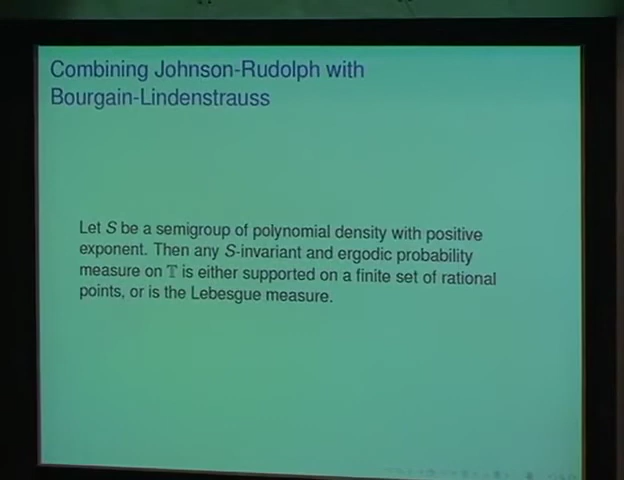 Combining Johnson-Rudolph with
Bourgain-Lindenstrauss
Let S be a semigroup of polynomial density with positive
exponent. Then any S-invariant and ergodic probability
measure on 𝕋 is either supported on a finite set of rational
points, or is the Lebesgue measure.